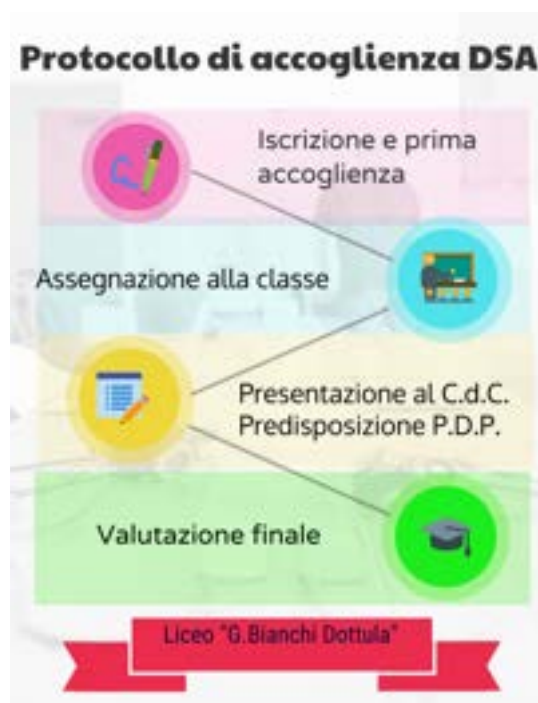 Protocollo di accoglienza DSA
Iscrizione e prima
accoglienza
Assegnazione alla classe
Presentazione al C.d.C.
Predisposizione P.D.P.
Valutazione finale
Liceo "G.Bianchi Dottula"